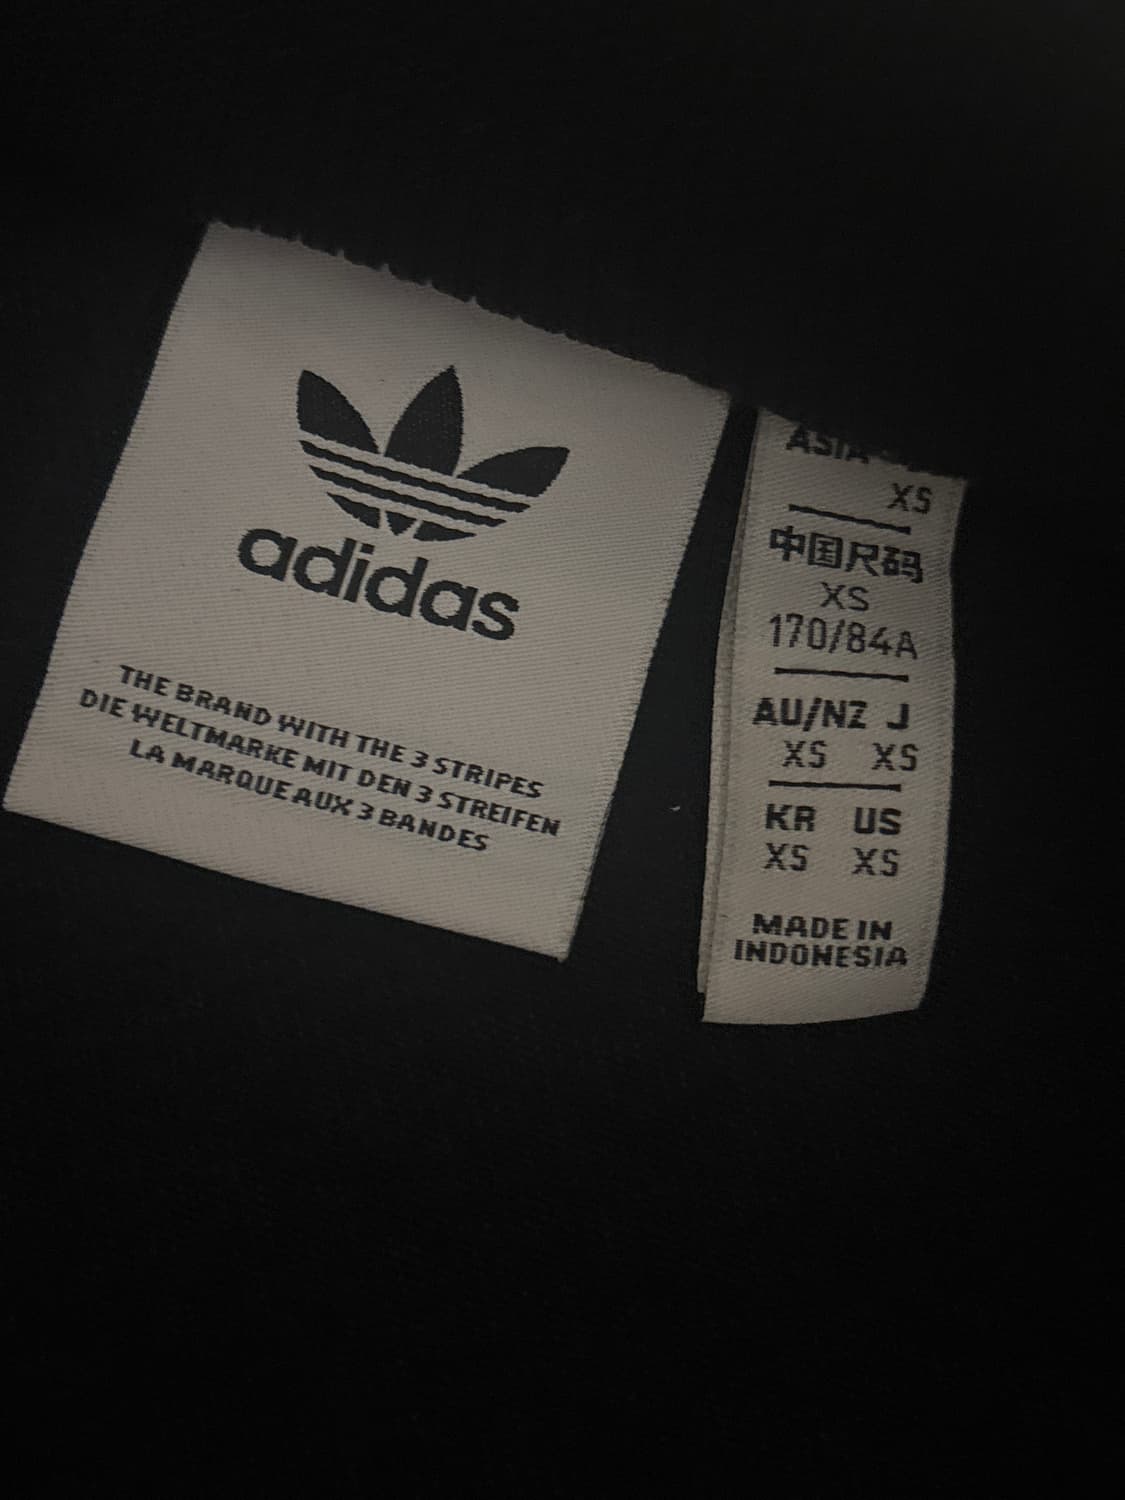 adidas
THE BRAND WITH THE 3 STRIPES
DIE WELTMARKE MIT DEN 3 STREIFEN
LA MARQUE AUX 3 BANDES
ASIA
XS
中国尺码
XS
170/84A
AU/NZ J
XS XS
KR US
XS XS
MADE IN
INDONESIA